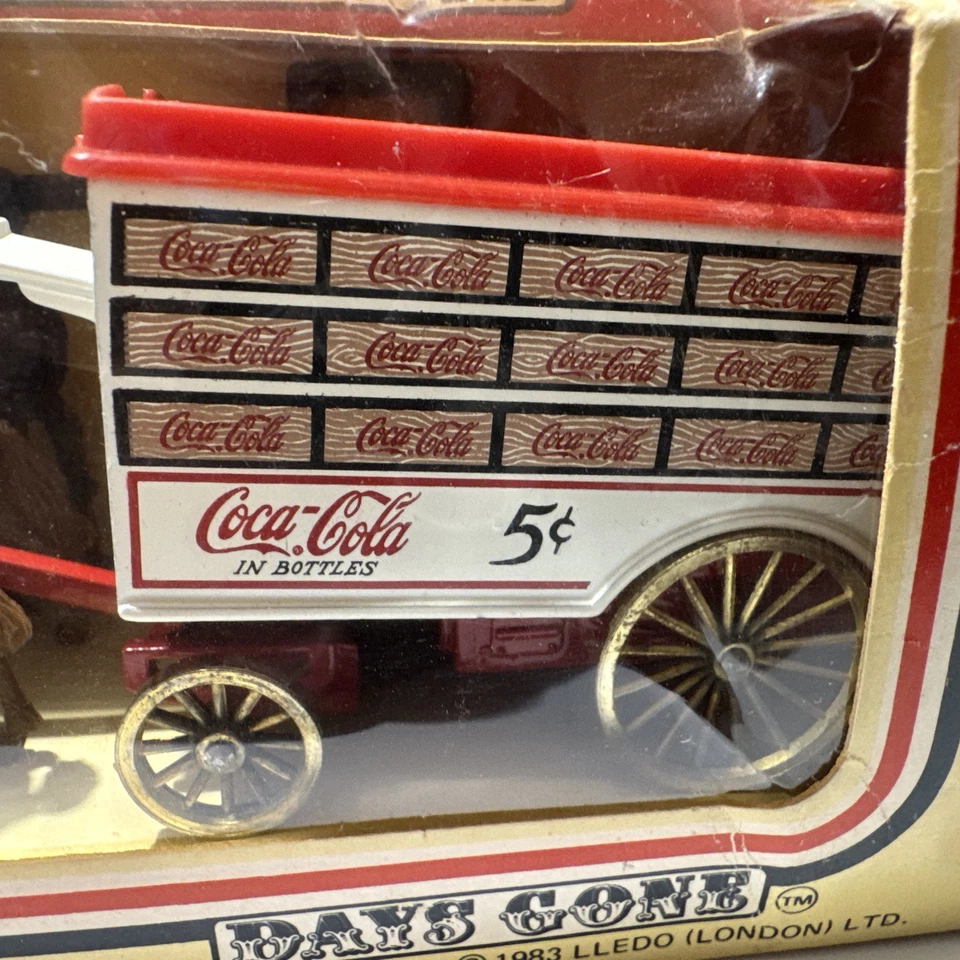 Coca-Cola Coca-Cola Coca-Cola Coca-Cola
Coca-Cola Coca-Cola Coca-Cola Coca-Cola C
Coca-Cola Coca-Cola Coca-Cola Coca-Cola Coc
Coca-Cola 5¢
IN BOTTLES
DAYS GONE ™
© 1983 LLEDO (LONDON) LTD.